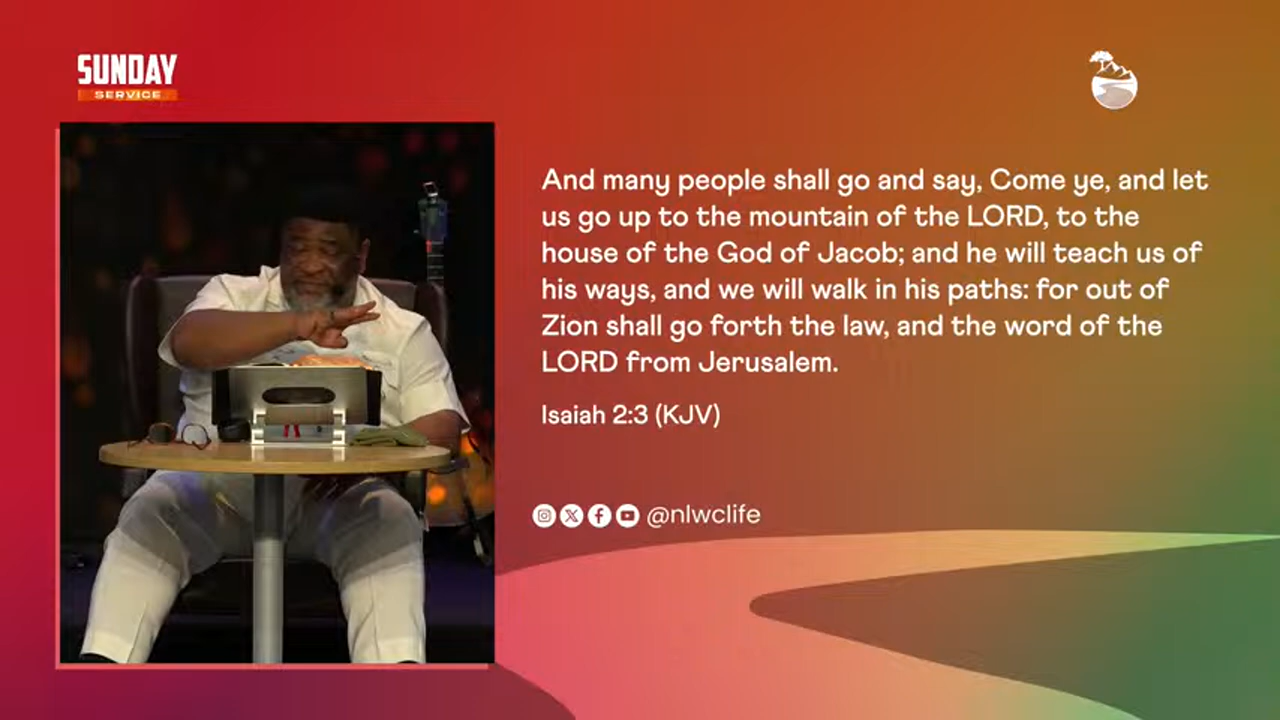 SUNDAY
SERVICE
And many people shall go and say, Come ye, and let
us go up to the mountain of the LORD, to the
house of the God of Jacob; and he will teach us of
his ways, and we will walk in his paths: for out of
Zion shall go forth the law, and the word of the
LORD from Jerusalem.
Isaiah 2:3 (KJV)
@nlwclife